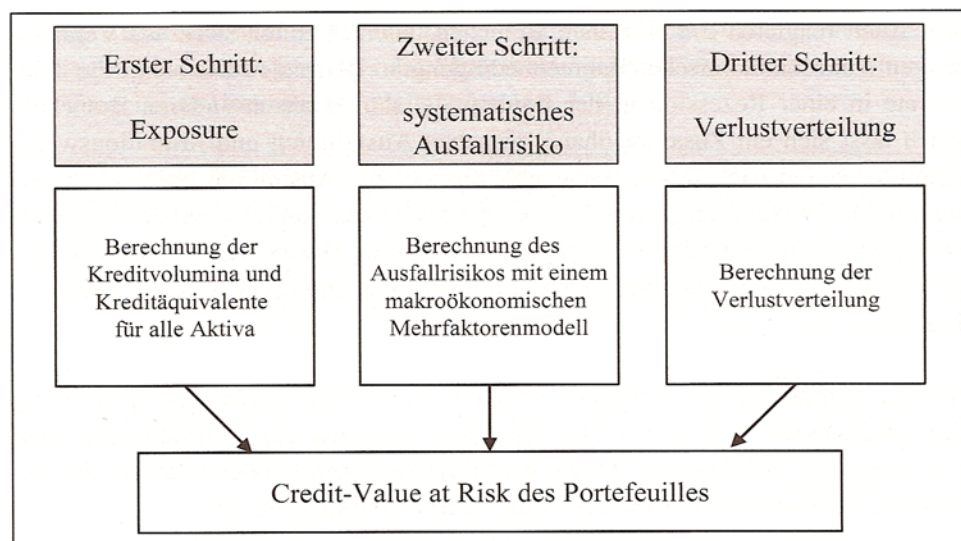 Erster Schritt:
Exposure
Zweiter Schritt:
systematisches
Ausfallrisiko
Dritter Schritt:
Verlustverteilung
Berechnung der
Kreditvolumina und
Kreditäquivalente
für alle Aktiva
Berechnung des
Ausfallrisikos mit einem
makroökonomischen
Mehrfaktorenmodell
Berechnung der
Verlustverteilung
Credit-Value at Risk des Portefeuilles